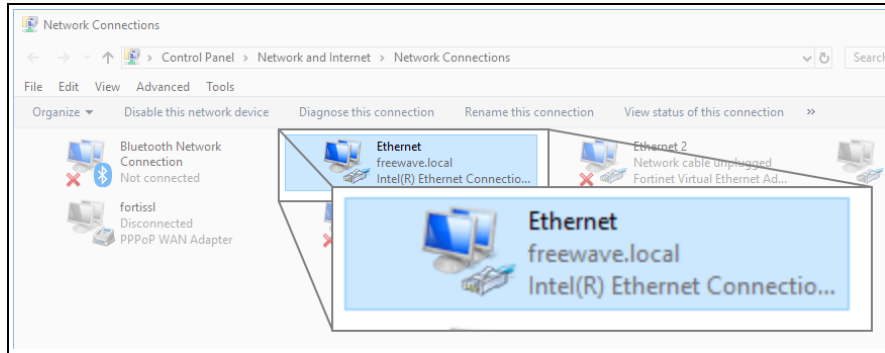 Network Connections
Control Panel > Network and Internet > Network Connections
Search
File Edit View Advanced Tools
Organize Disable this network device Diagnose this connection Rename this connection View status of this connection »
Bluetooth Network
Connection
Not connected
Ethernet
freewave.local
Intel(R) Ethernet Connectio...
Ethernet 2
Network cable unplugged
Fortinet Virtual Ethernet Ad...
fortissl
Disconnected
PPPoP WAN Adapter
Ethernet
freewave.local
Intel(R) Ethernet Connectio...